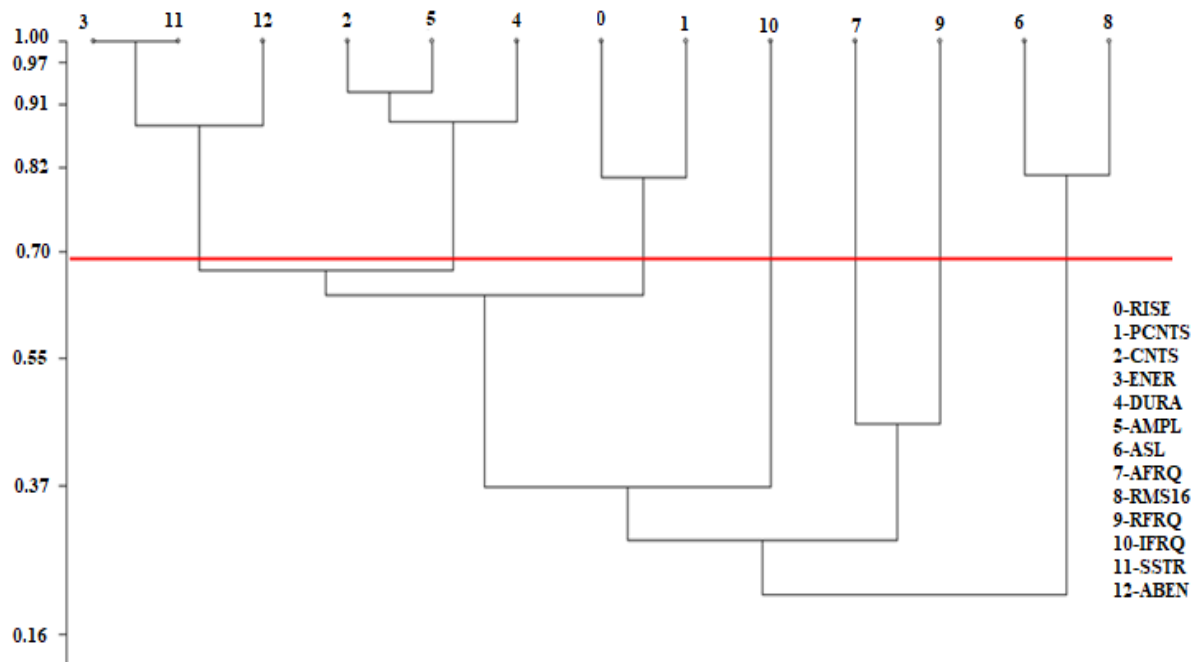 3 11 12 2 5 4 0 1 10 7 9 6 8
1.00
0.97
0.91
0.82
0.70
0.55
0.37
0.16
0-RISE
1-PCNTS
2-CNTS
3-ENER
4-DURA
5-AMPL
6-ASL
7-AFRQ
8-RMS16
9-RFRQ
10-IFRQ
11-SSTR
12-ABEN